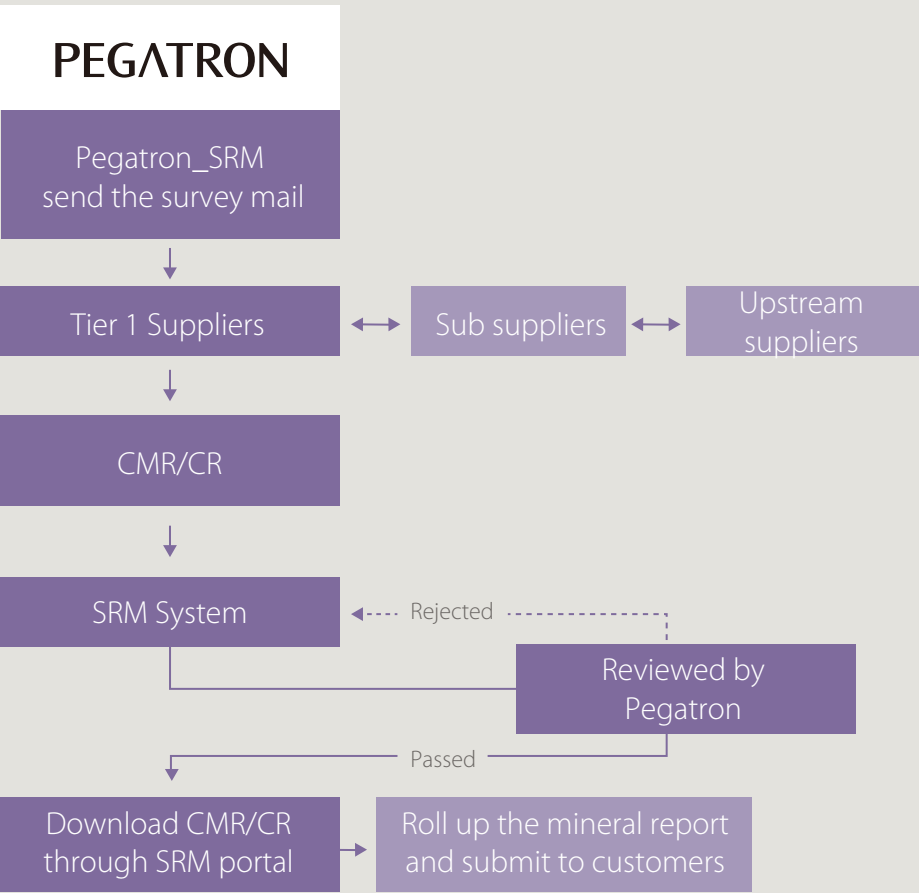 PEGATRON
Pegatron_SRM
send the survey mail
Tier 1 Suppliers
Sub suppliers
Upstream
suppliers
CMR/CR
SRM System
Rejected
Reviewed by
Pegatron
Passed
Download CMR/CR
through SRM portal
Roll up the mineral report
and submit to customers